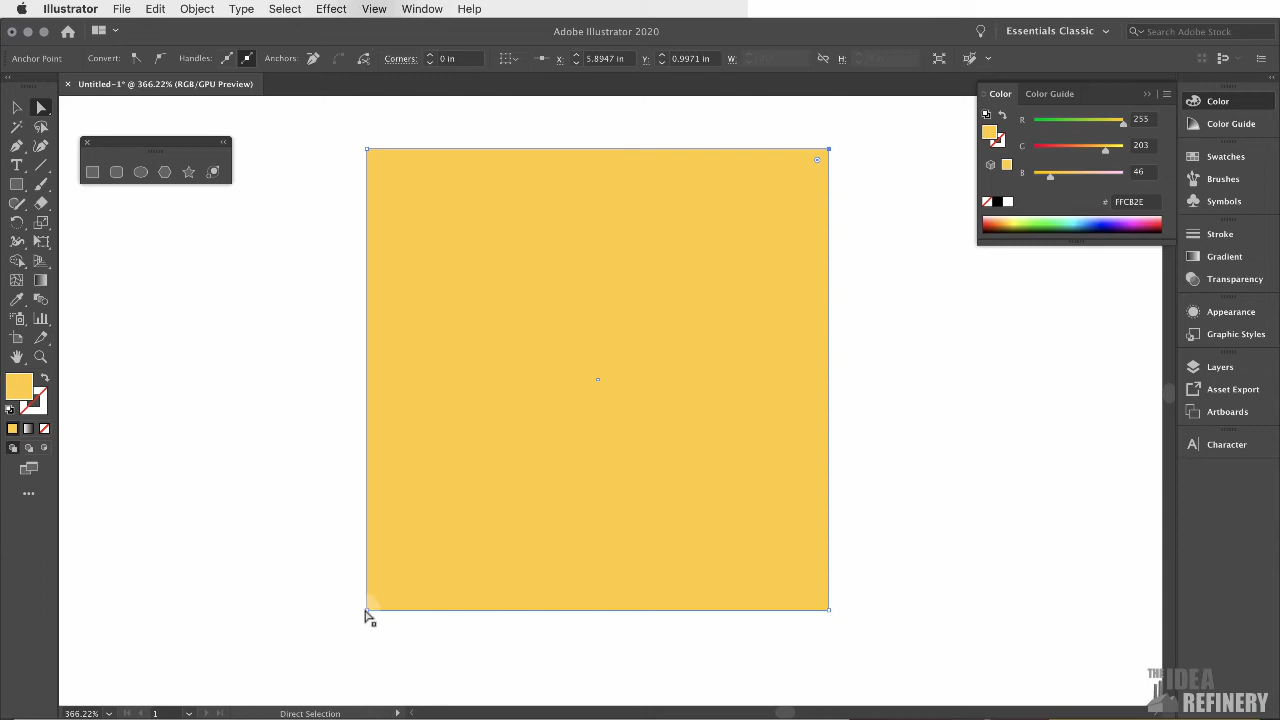 Illustrator File Edit Object Type Select Effect View Window Help
Adobe Illustrator 2020
Essentials Classic
Search Adobe Stock
Anchor Point Convert: Handles: Anchors: Corners: 0 in X: 5.8947 in Y: 0.9971 in W: H:
Untitled-1* @ 366.22% (RGB/GPU Preview)
Color Color Guide
R 255
G 203
B 46
# FFCB2E
Color
Color Guide
Swatches
Brushes
Symbols
Stroke
Gradient
Transparency
Appearance
Graphic Styles
Layers
Asset Export
Artboards
Character
366.22% 1 Direct Selection
THE IDEA
REFINERY